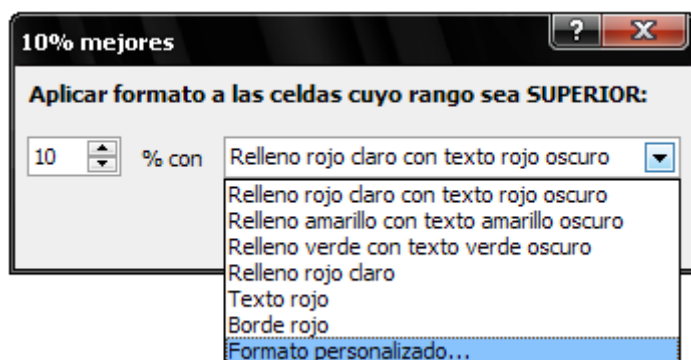 10% mejores ? X
Aplicar formato a las celdas cuyo rango sea SUPERIOR:
10 % con Relleno rojo claro con texto rojo oscuro
Relleno rojo claro con texto rojo oscuro
Relleno amarillo con texto amarillo oscuro
Relleno verde con texto verde oscuro
Relleno rojo claro
Texto rojo
Borde rojo
Formato personalizado...